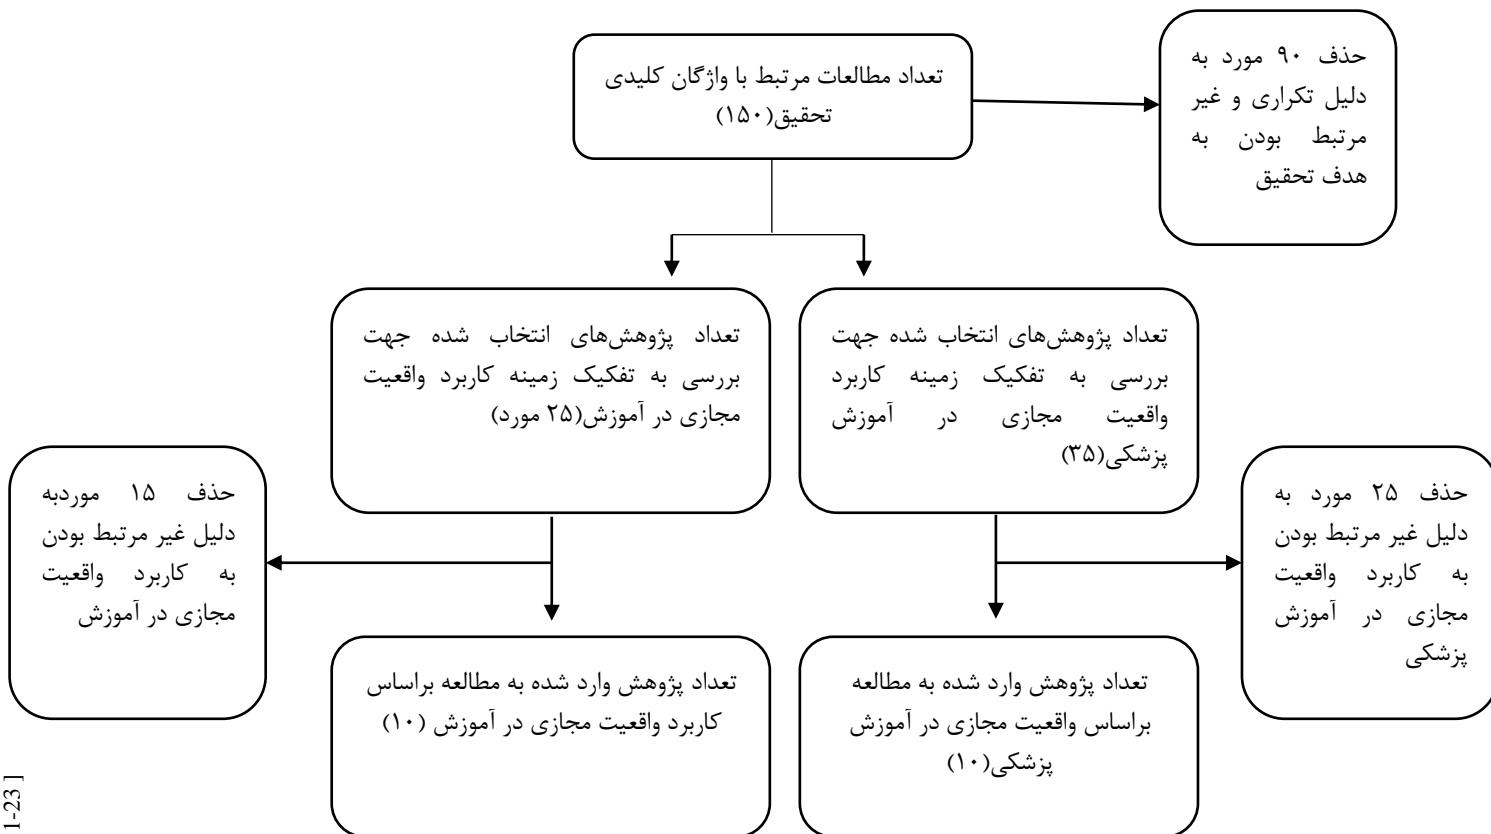 تعداد مطالعات مرتبط با واژگان کلیدی
تحقیق(۱۵۰)
حذف ۹۰ مورد به
دلیل تکراری و غیر
مرتبط بودن به
هدف تحقیق
تعداد پژوهش‌های انتخاب شده جهت
بررسی به تفکیک زمینه کاربرد
واقعیت مجازی در آموزش
پزشکی(۳۵)
تعداد پژوهش‌های انتخاب شده جهت
بررسی به تفکیک زمینه کاربرد واقعیت
مجازی در آموزش(۲۵ مورد)
حذف ۲۵ مورد به
دلیل غیر مرتبط بودن
به کاربرد واقعیت
مجازی در آموزش
پزشکی
حذف ۱۵ موردبه
دلیل غیر مرتبط بودن
به کاربرد واقعیت
مجازی در آموزش
تعداد پژوهش وارد شده به مطالعه
براساس واقعیت مجازی در آموزش
پزشکی(۱۰)
تعداد پژوهش وارد شده به مطالعه براساس
کاربرد واقعیت مجازی در آموزش (۱۰)
1-23 ]